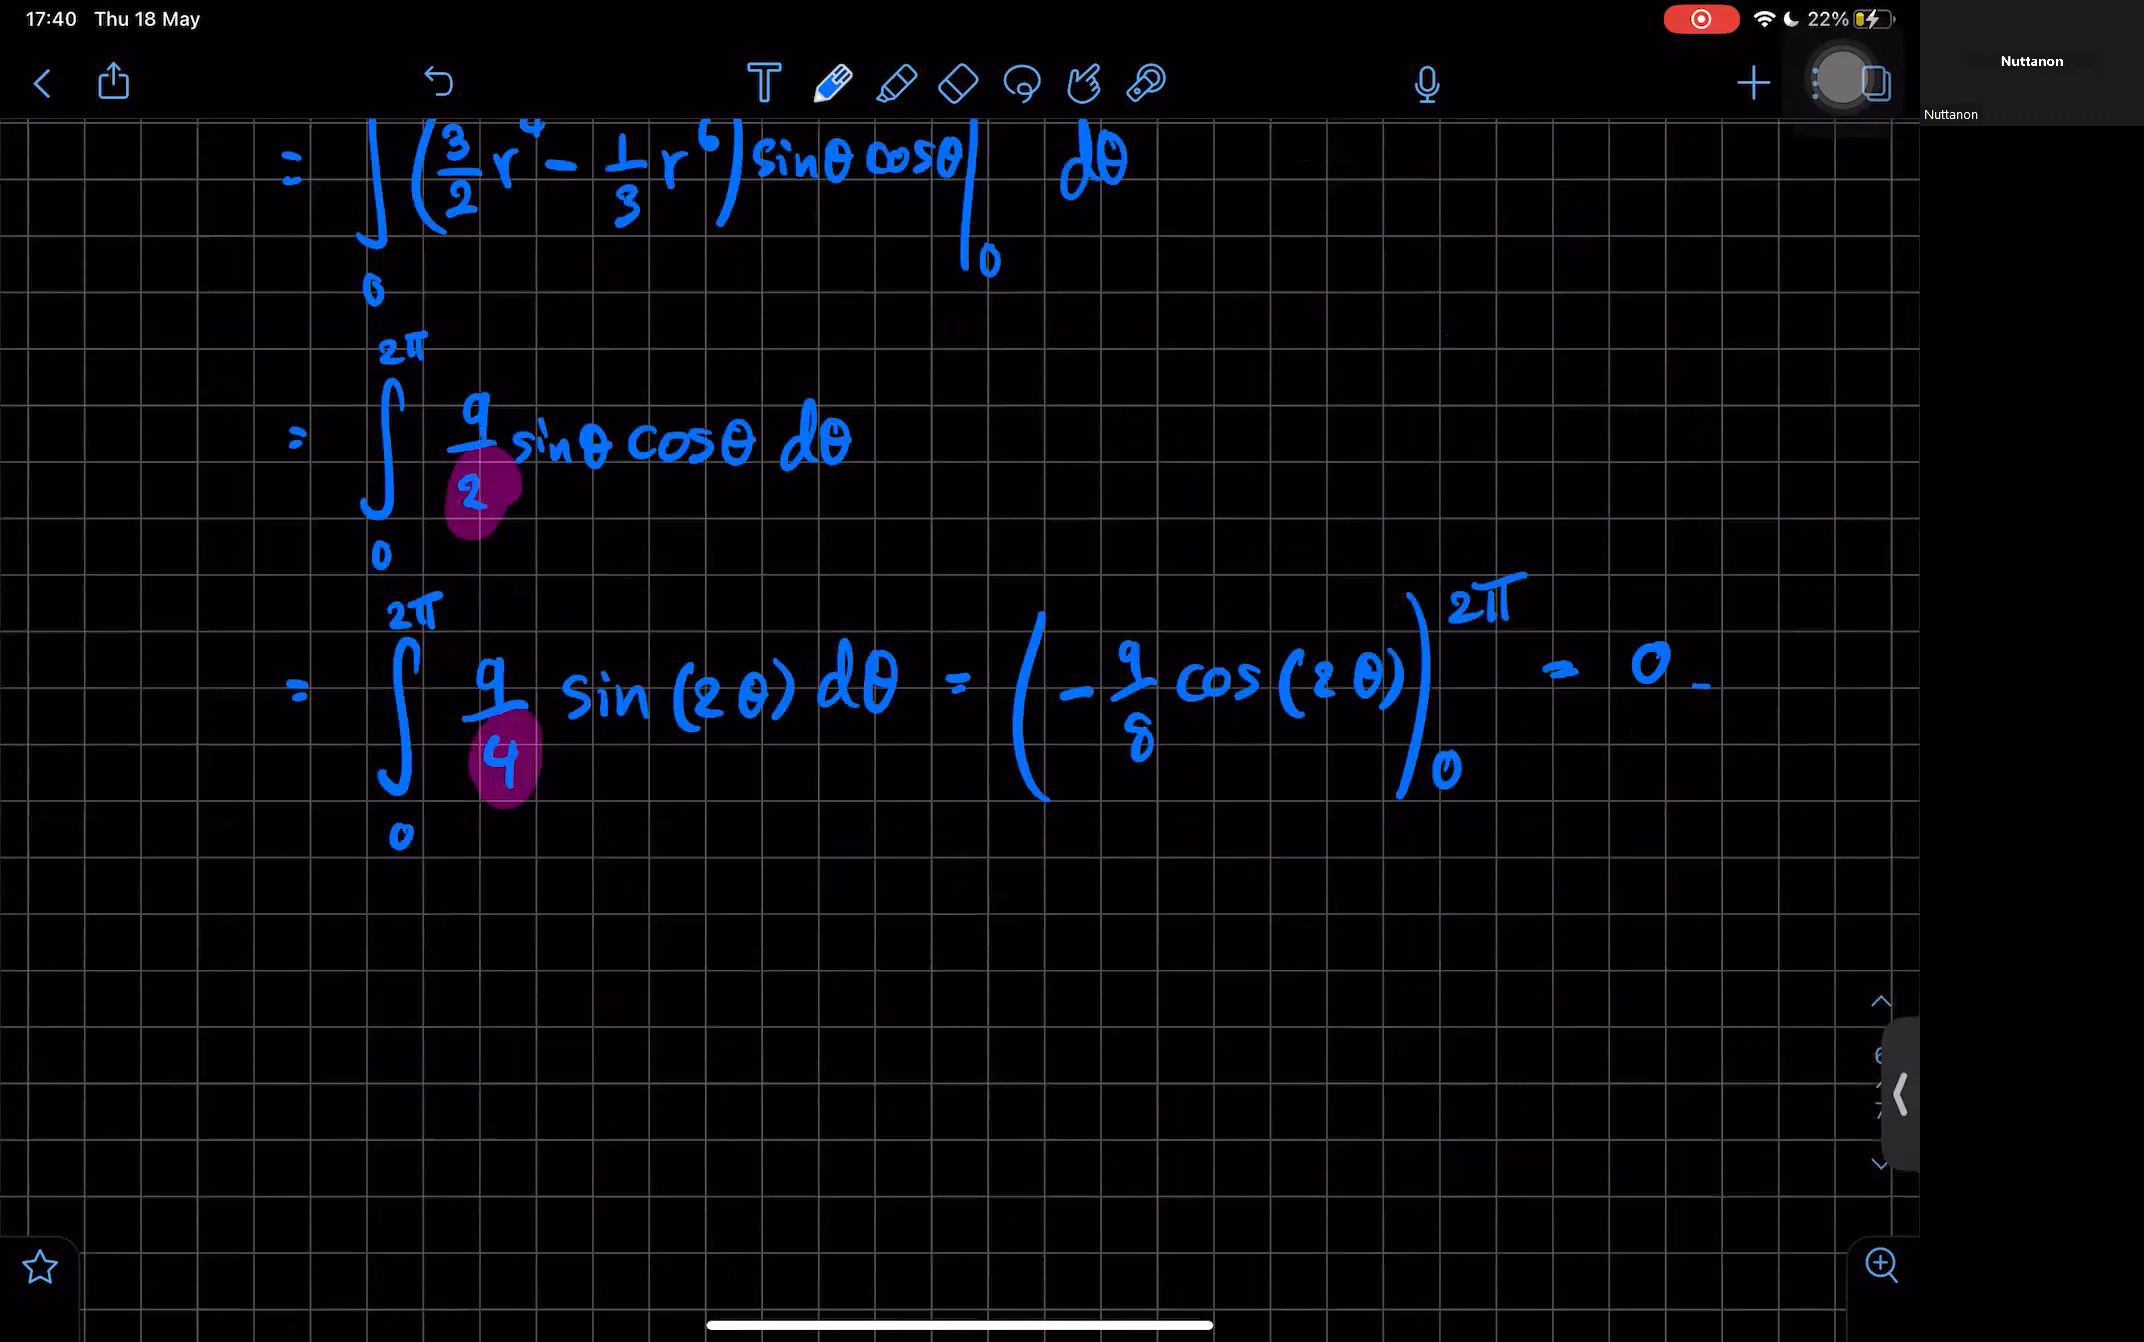 17:40 Thu 18 May 22%
Nuttanon
Nuttanon
= ∫ (3/2 r⁴ - 1/3 r⁶) sinθ cosθ | ₀ dθ
0
2π
= ∫ 9/2 sinθ cosθ dθ
0
2π
= ∫ 9/4 sin(2θ) dθ = (-9/8 cos(2θ)) 2π 0 = 0
0